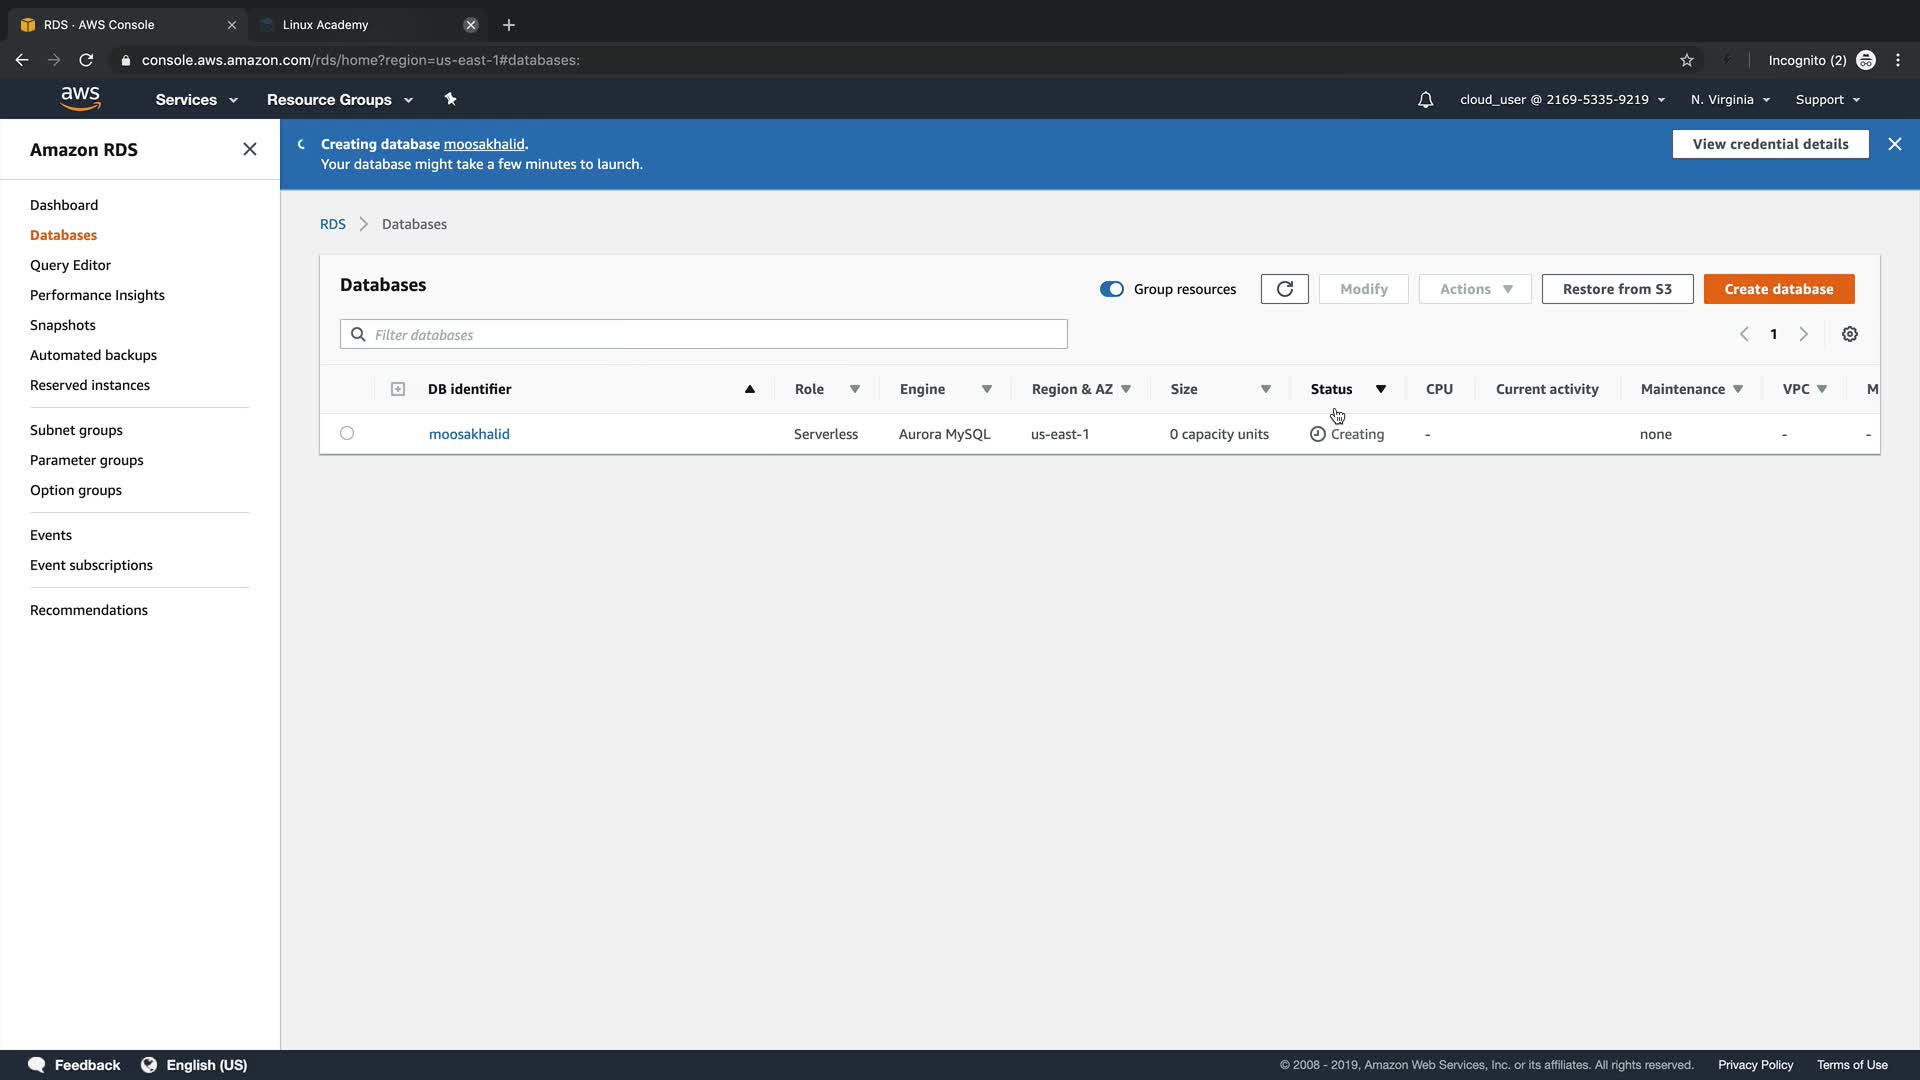 RDS · AWS Console
Linux Academy
console.aws.amazon.com/rds/home?region=us-east-1#databases:
Incognito (2)
aws
Services
Resource Groups
cloud_user @ 2169-5335-9219
N. Virginia
Support
Amazon RDS
Creating database moosakhalid.
Your database might take a few minutes to launch.
View credential details
Dashboard
Databases
Query Editor
Performance Insights
Snapshots
Automated backups
Reserved instances
Subnet groups
Parameter groups
Option groups
Events
Event subscriptions
Recommendations
RDS > Databases
Databases
Group resources
Modify
Actions
Restore from S3
Create database
Filter databases
1
DB identifier Role Engine Region & AZ Size Status CPU Current activity Maintenance VPC M
moosakhalid Serverless Aurora MySQL us-east-1 0 capacity units Creating - none - -
Feedback
English (US)
© 2008 - 2019, Amazon Web Services, Inc. or its affiliates. All rights reserved.
Privacy Policy
Terms of Use